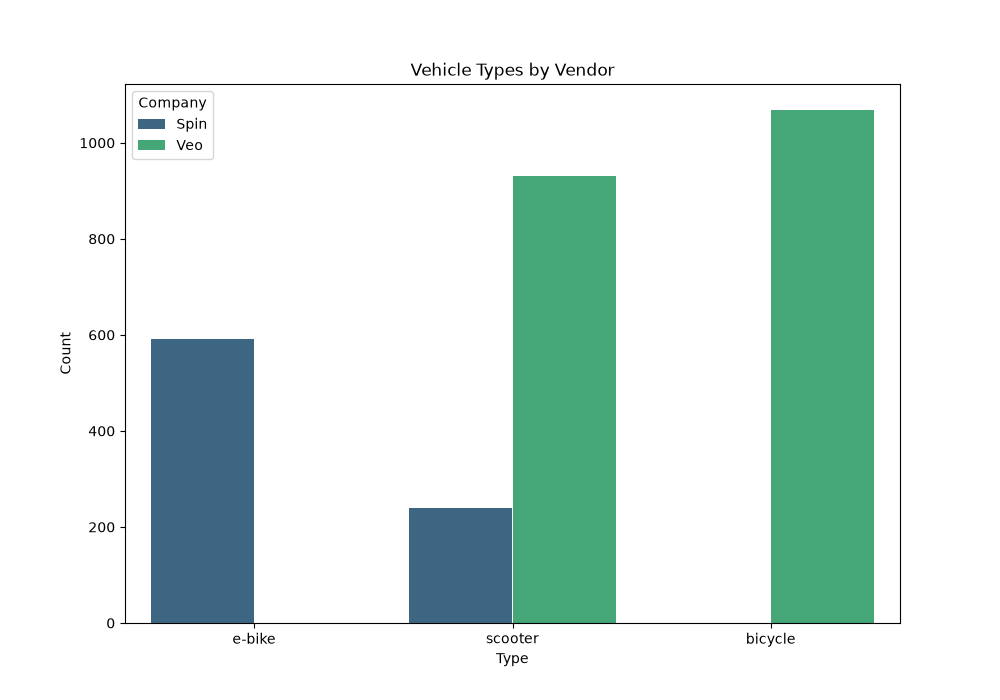 Vehicle Types by Vendor
Company
Spin
Veo
1000
800
600
400
200
0
Count
e-bike scooter bicycle
Type